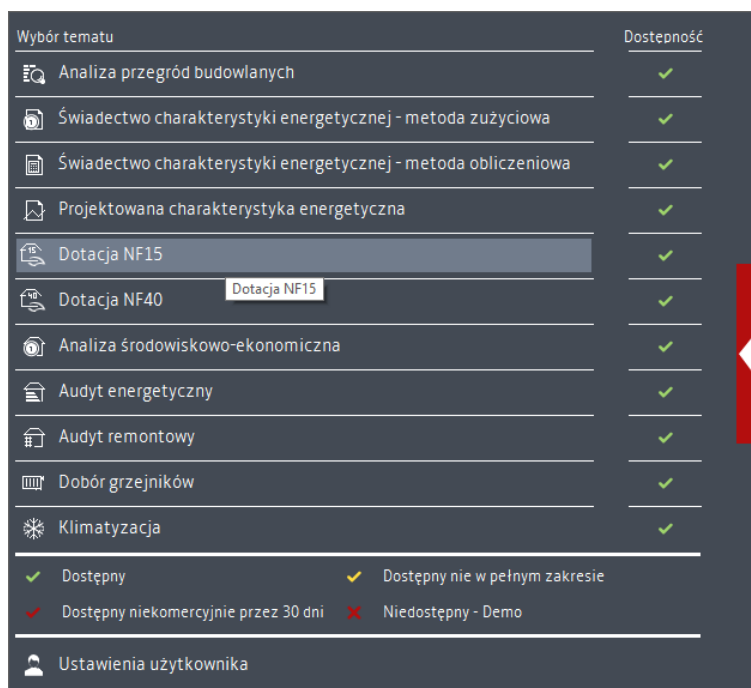 Wybór tematu Dostępność
Analiza przegród budowlanych
Świadectwo charakterystyki energetycznej - metoda zużyciowa
Świadectwo charakterystyki energetycznej - metoda obliczeniowa
Projektowana charakterystyka energetyczna
15 Dotacja NF15
Dotacja NF15
40 Dotacja NF40
Analiza środowiskowo-ekonomiczna
Audyt energetyczny
Audyt remontowy
Dobór grzejników
Klimatyzacja
Dostępny Dostępny nie w pełnym zakresie
Dostępny niekomercyjnie przez 30 dni Niedostępny - Demo
Ustawienia użytkownika